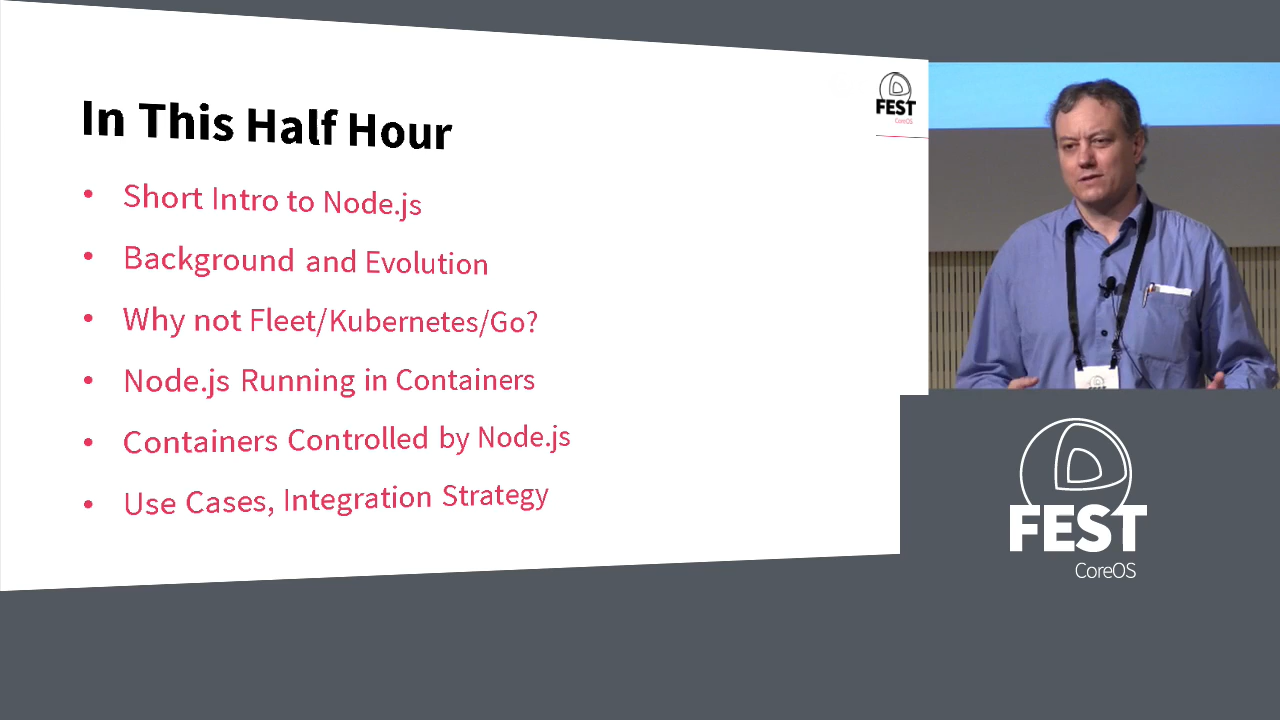 In This Half Hour
FEST
CoreOS
• Short Intro to Node.js
• Background and Evolution
• Why not Fleet/Kubernetes/Go?
• Node.js Running in Containers
• Containers Controlled by Node.js
• Use Cases, Integration Strategy
FEST
CoreOS